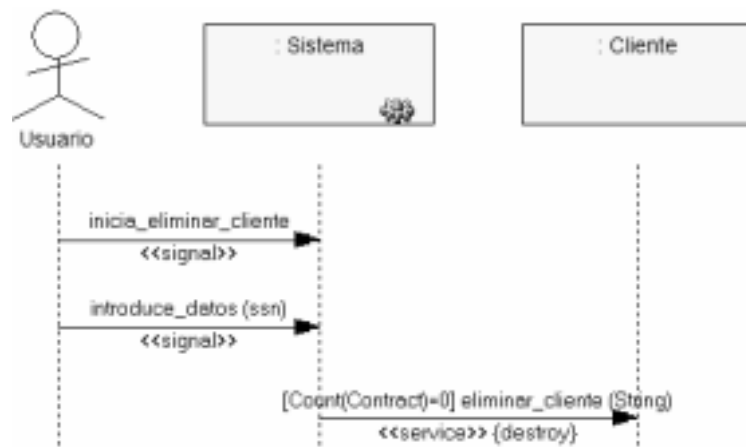 : Sistema
: Cliente
Usuario
inicia_eliminar_cliente
<<signal>>
introduce_datos (ssn)
<<signal>>
[Count(Contract)=0] eliminar_cliente (String)
<<service>> {destroy}